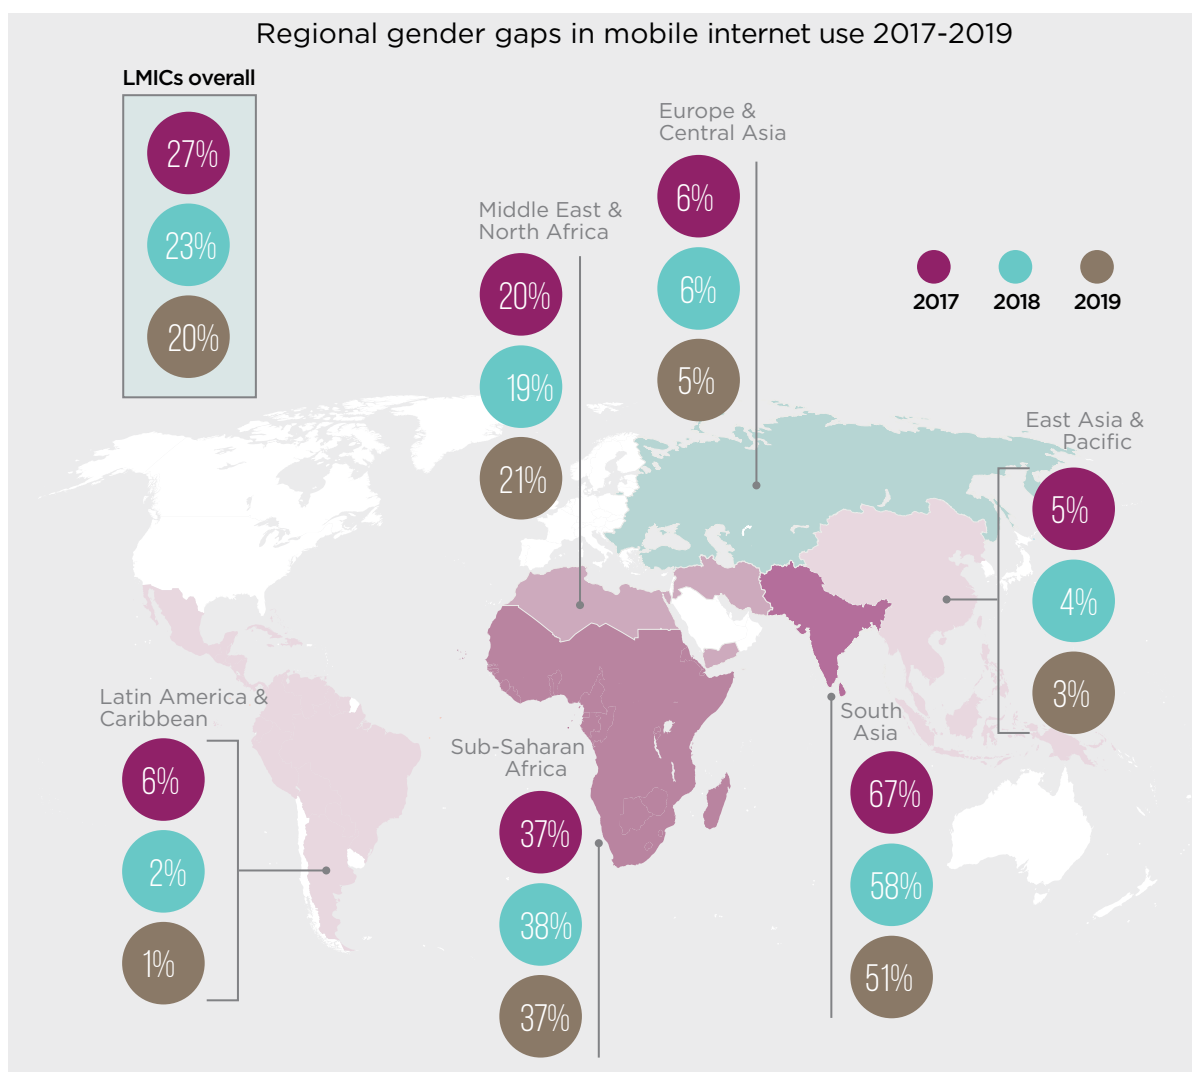 Regional gender gaps in mobile internet use 2017-2019
LMICs overall
27%
23%
20%
Europe &
Central Asia
6%
6%
5%
Middle East &
North Africa
20%
19%
21%
2017
2018
2019
East Asia &
Pacific
5%
4%
3%
Latin America &
Caribbean
6%
2%
1%
Sub-Saharan
Africa
37%
38%
37%
South
Asia
67%
58%
51%